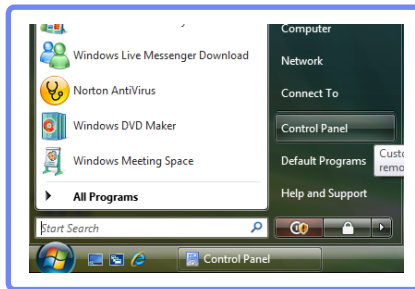 Windows Live Messenger Download
Norton AntiVirus
Windows DVD Maker
Windows Meeting Space
All Programs
Start Search
Computer
Network
Connect To
Control Panel
Default Programs
Help and Support
Control Panel